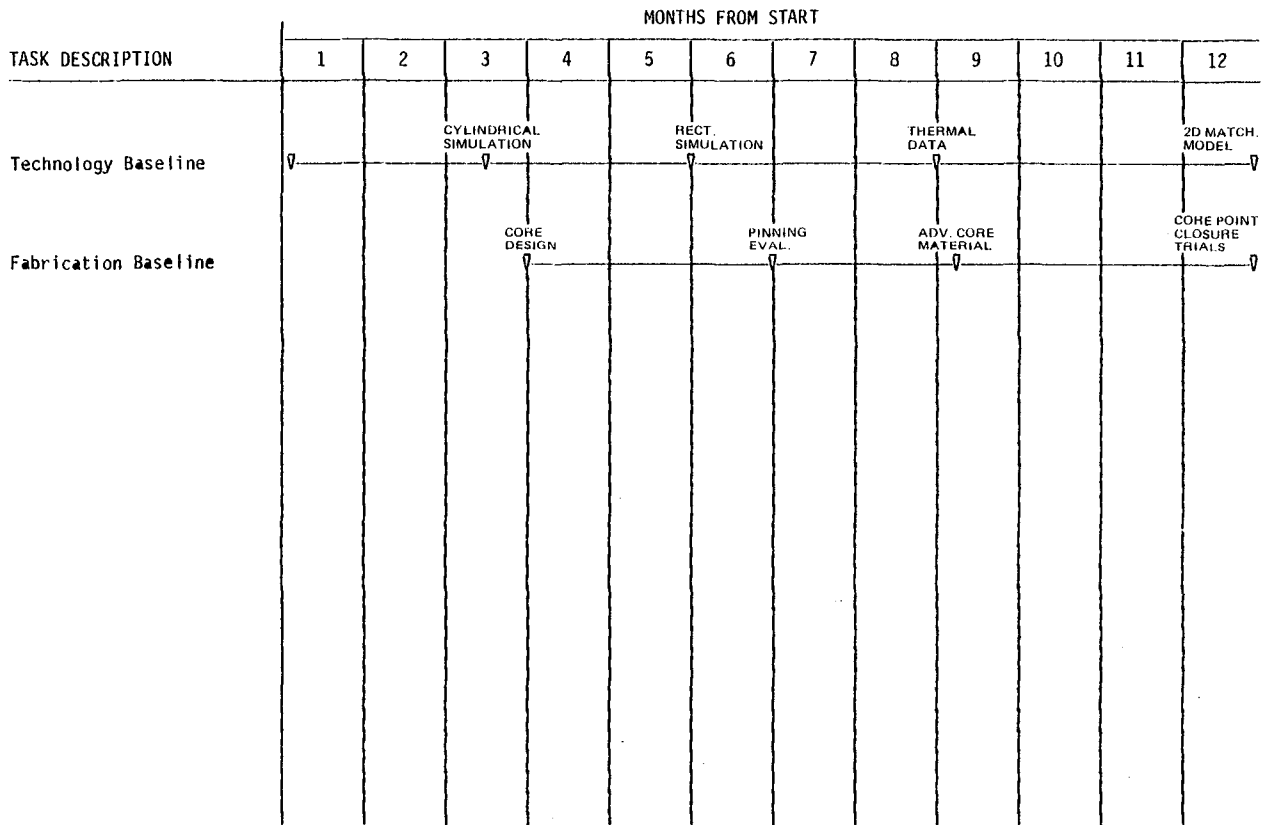 MONTHS FROM START
TASK DESCRIPTION 1 2 3 4 5 6 7 8 9 10 11 12
CYLINDRICAL
SIMULATION
RECT.
SIMULATION
THERMAL
DATA
2D MATCH.
MODEL
Technology Baseline
CORE
DESIGN
PINNING
EVAL.
ADV. CORE
MATERIAL
CORE POINT
CLOSURE
TRIALS
Fabrication Baseline